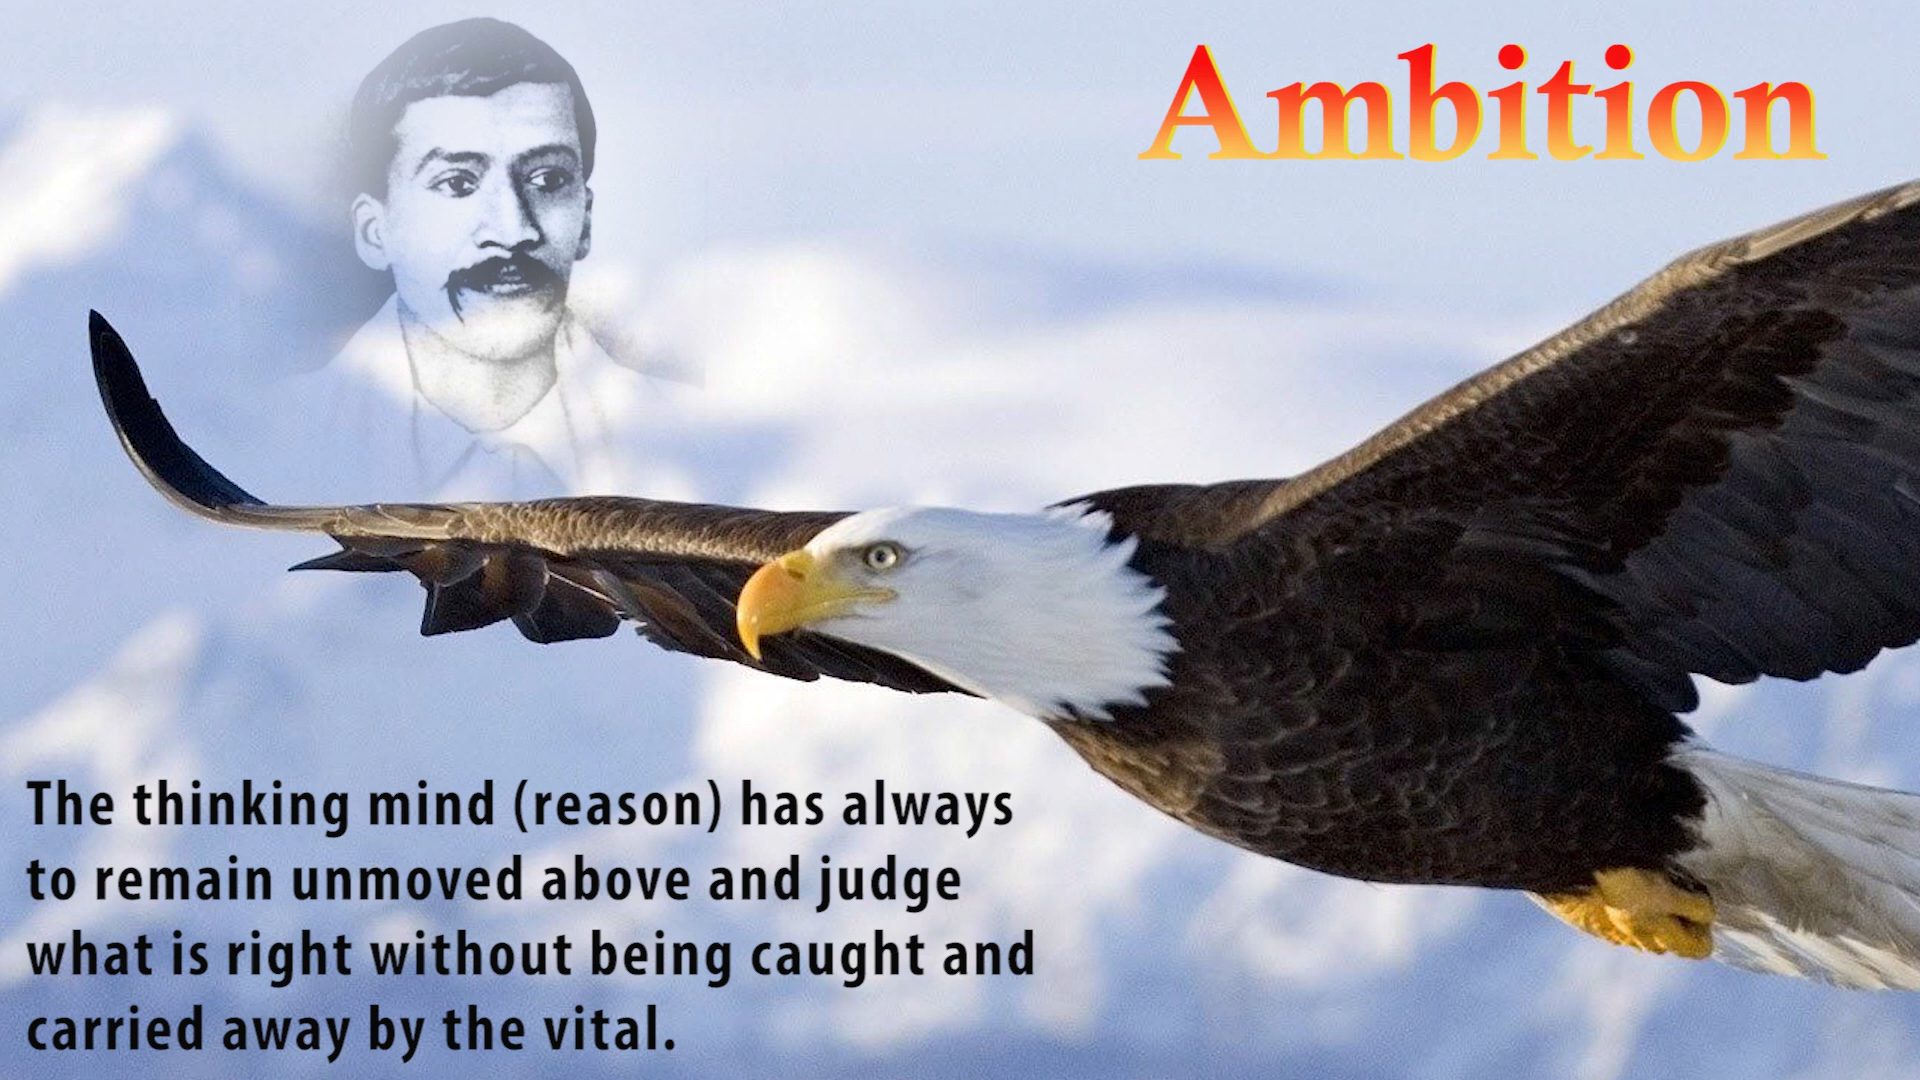 Ambition
The thinking mind (reason) has always
to remain unmoved above and judge
what is right without being caught and
carried away by the vital.